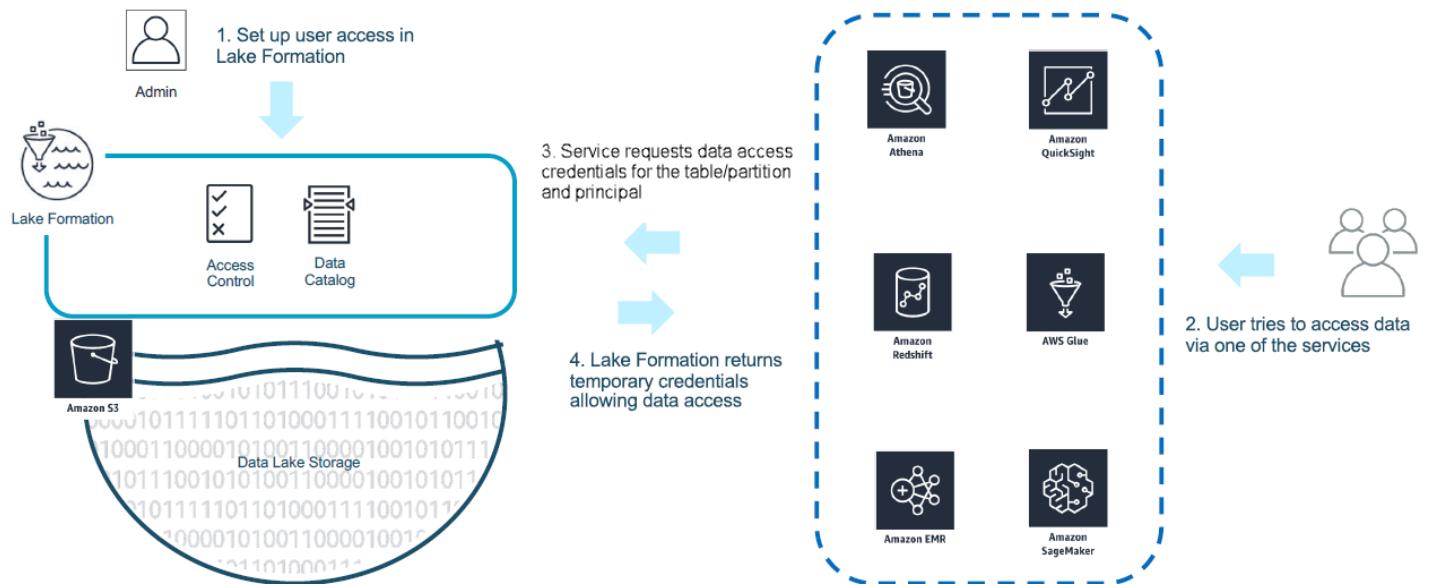 1. Set up user access in
Lake Formation
Admin
Lake Formation
Access
Control
Data
Catalog
3. Service requests data access
credentials for the table/partition
and principal
4. Lake Formation returns
temporary credentials
allowing data access
Amazon S3
Data Lake Storage
Amazon
Athena
Amazon
QuickSight
Amazon
Redshift
AWS Glue
Amazon EMR
Amazon
SageMaker
2. User tries to access data
via one of the services